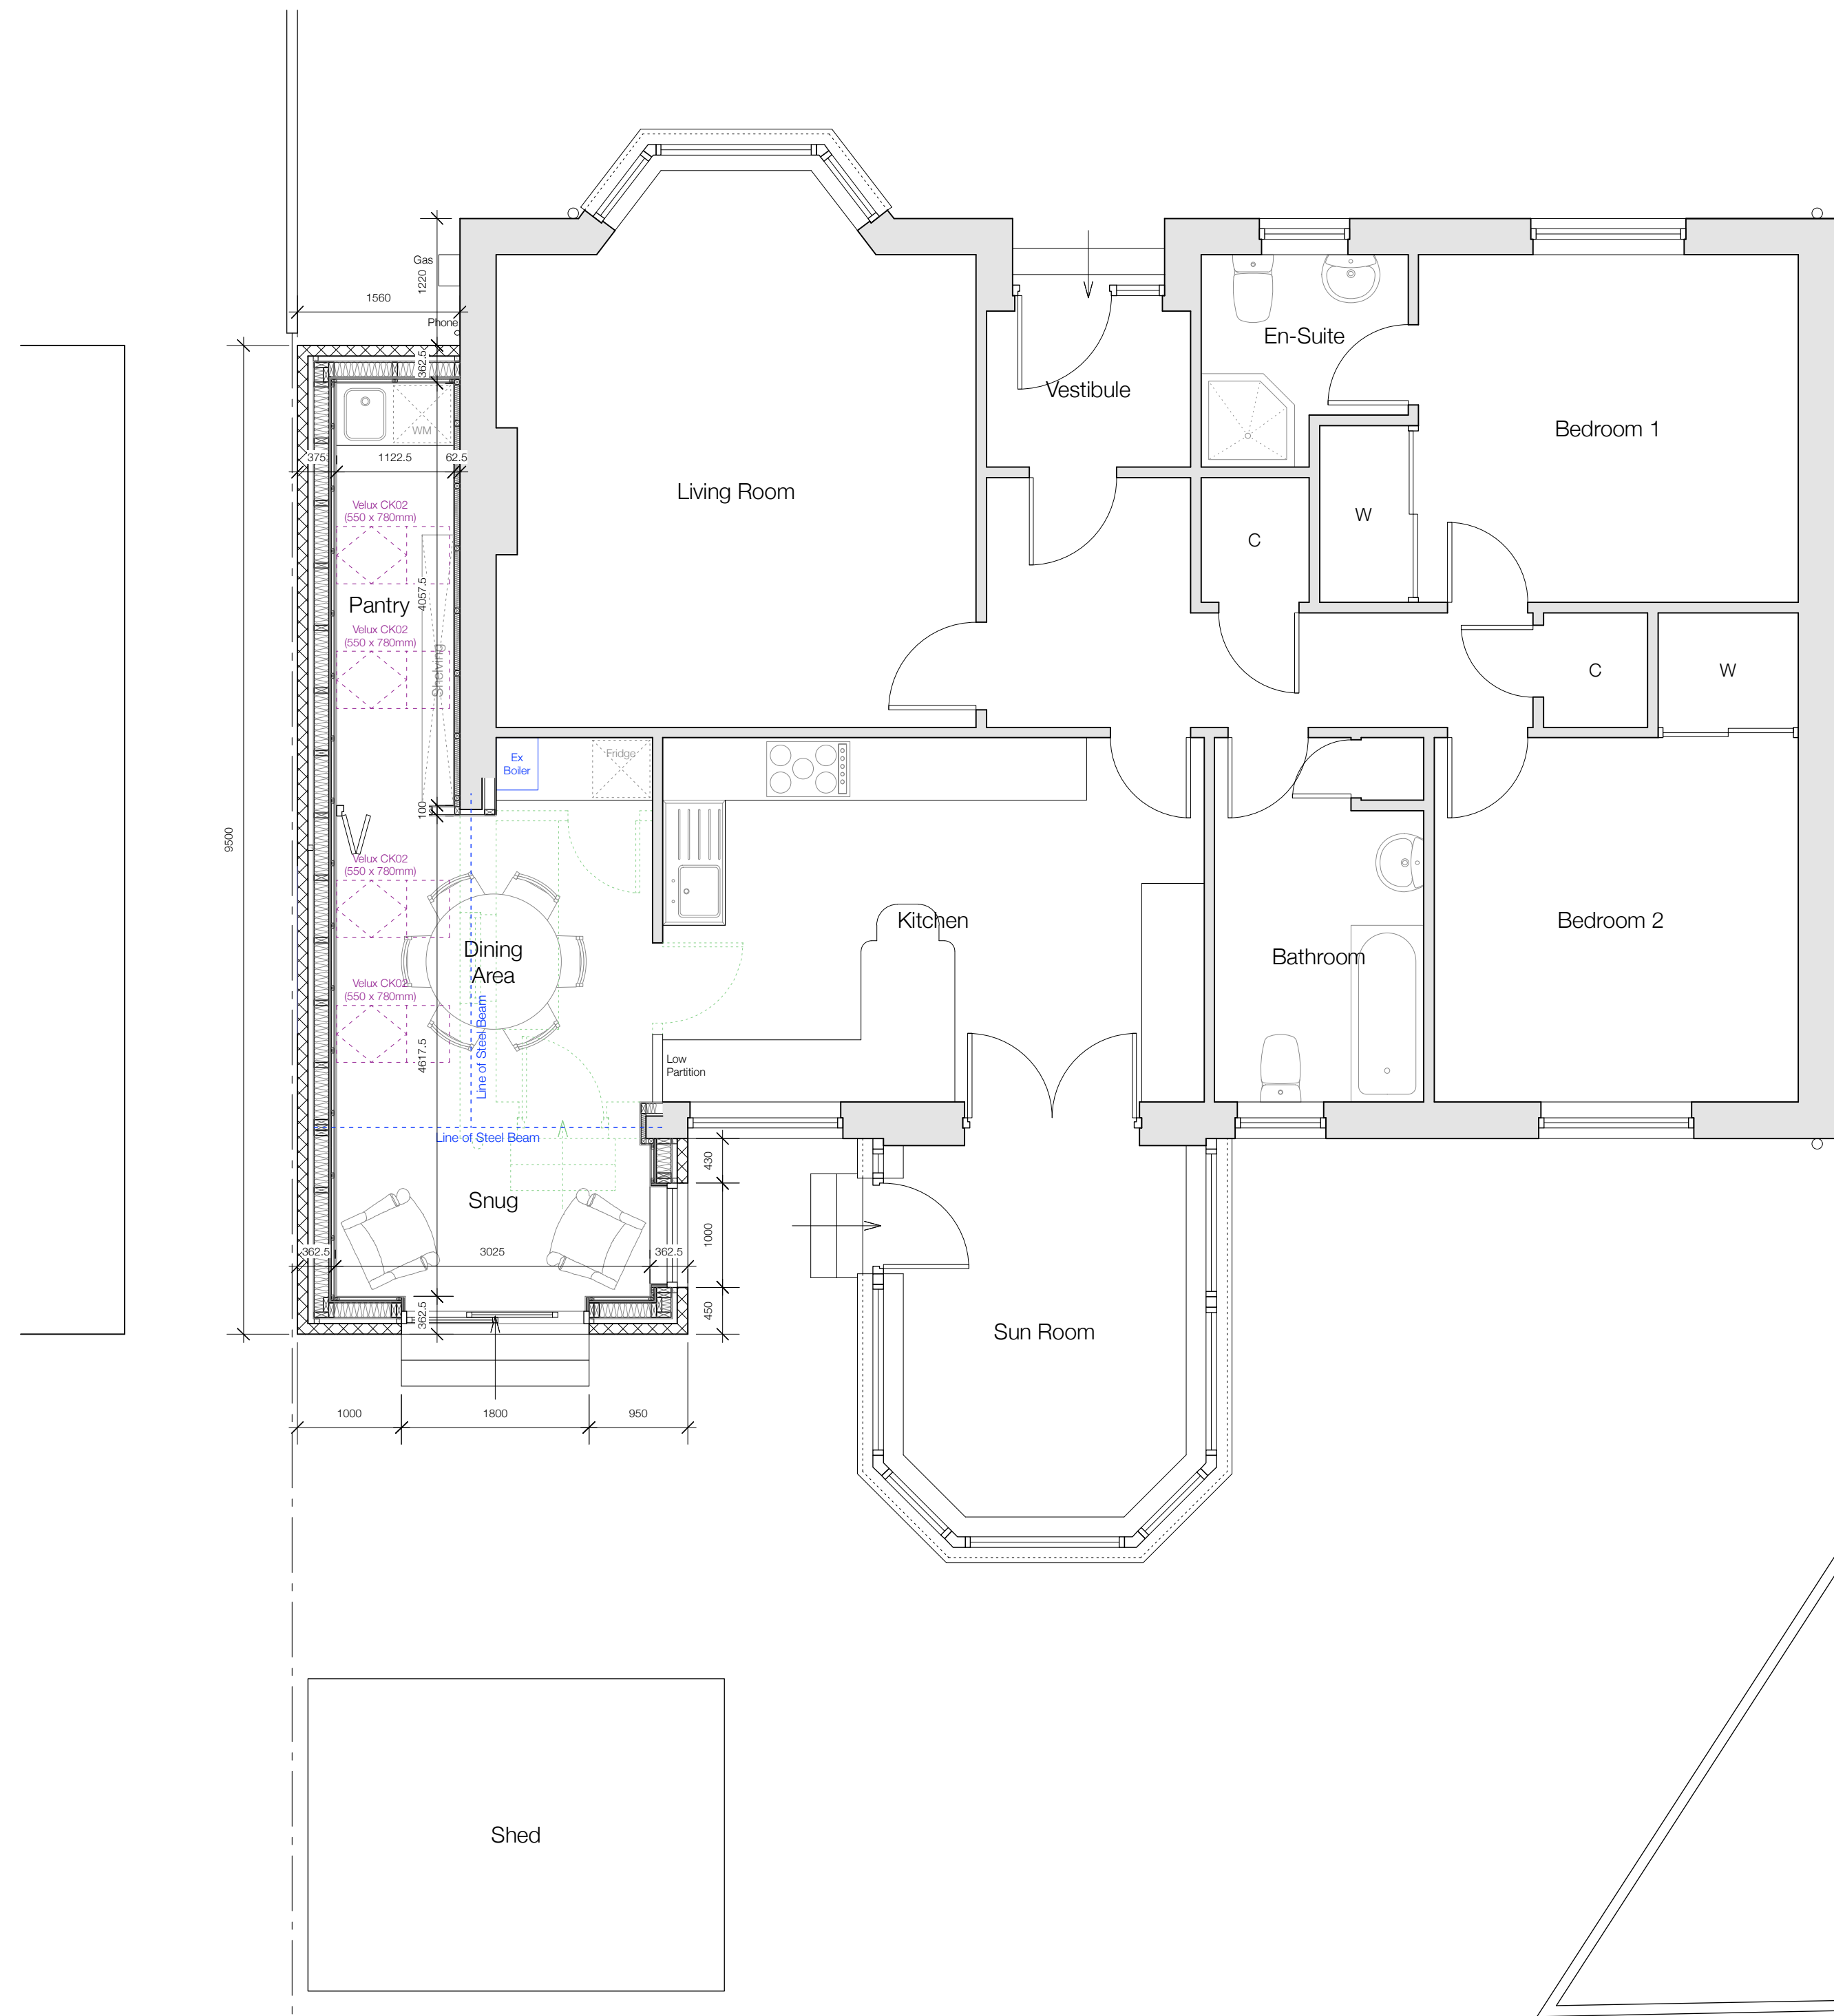 Gas
1220
1560
Phone
362.5
En-Suite
Vestibule
WM
375
1122.5
62.5
Bedroom 1
Living Room
Velux CK02
(550 x 780mm)
W
C
4057.5
Pantry
Velux CK02
(550 x 780mm)
Shelving
C
W
Ex
Boiler
Fridge
100
9500
Velux CK02
(550 x 780mm)
Kitchen
Bedroom 2
Dining
Area
Bathroom
Velux CK02
(550 x 780mm)
Line of Steel Beam
4617.5
Low
Partition
Line of Steel Beam
430
Snug
1000
362.5
3025
362.5
362.5
450
Sun Room
1000
1800
950
Shed